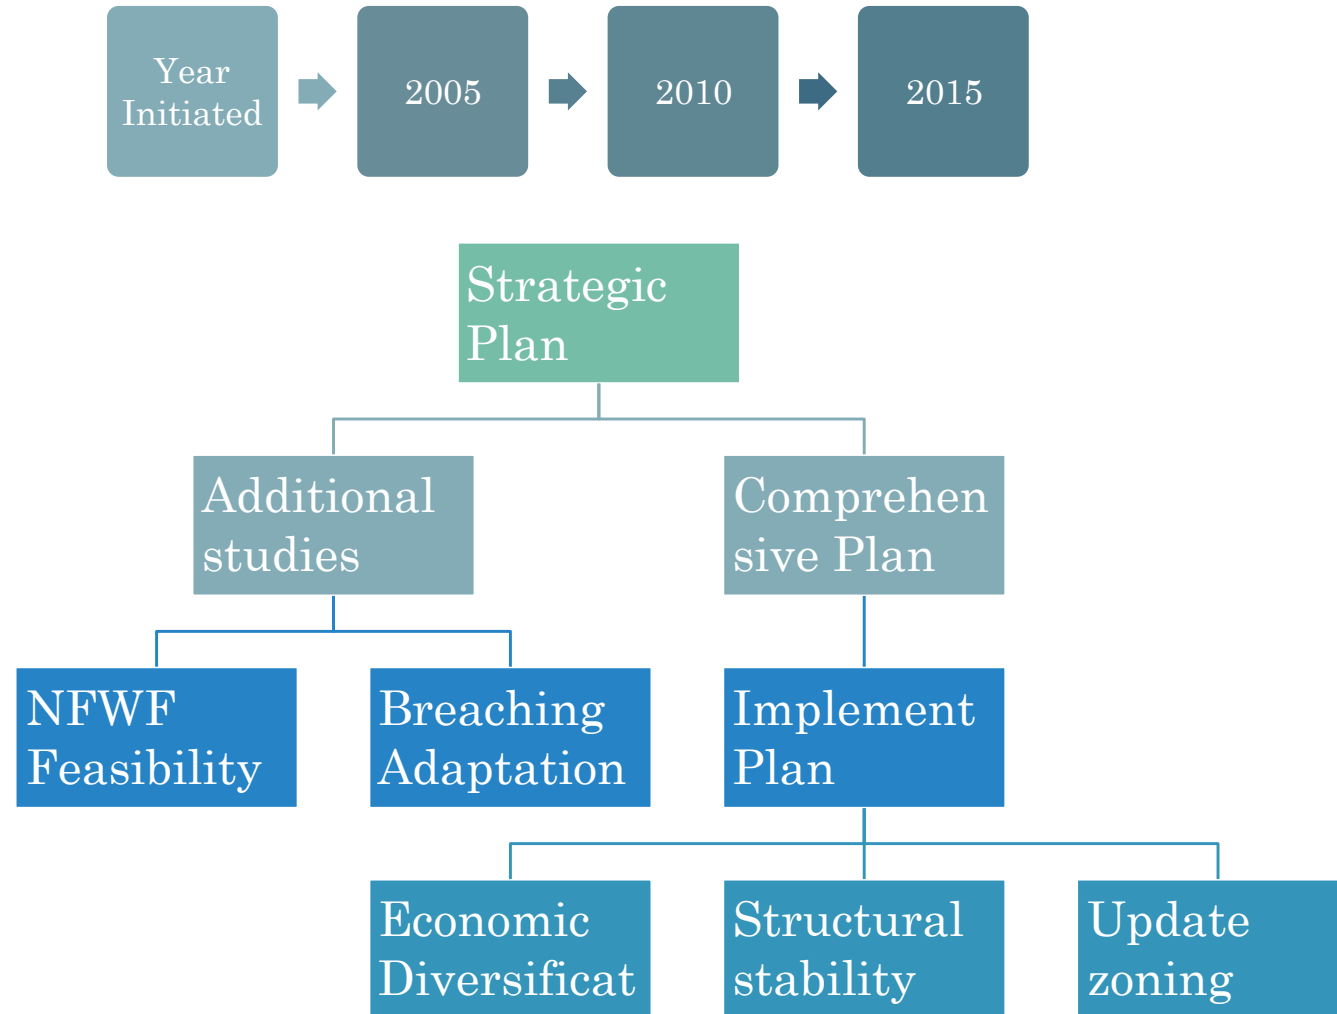 Year
Initiated
2005
2010
2015
Strategic
Plan
Additional
studies
Comprehen
sive Plan
NFWF
Feasibility
Breaching
Adaptation
Implement
Plan
Economic
Diversificat
Structural
stability
Update
zoning